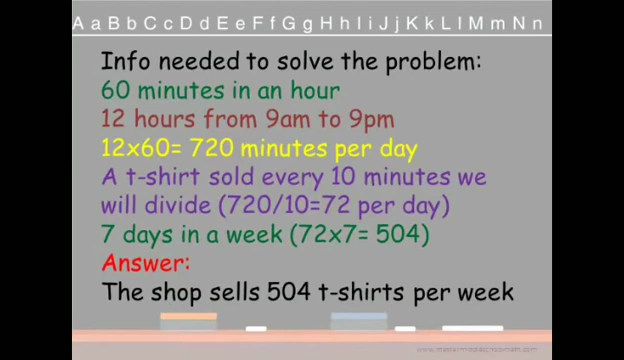 A a B b C c D d E e F f G g H h I i J j K k L l M m N n
Info needed to solve the problem:
60 minutes in an hour
12 hours from 9am to 9pm
12x60= 720 minutes per day
A t-shirt sold every 10 minutes we
will divide (720/10=72 per day)
7 days in a week (72x7= 504)
Answer:
The shop sells 504 t-shirts per week